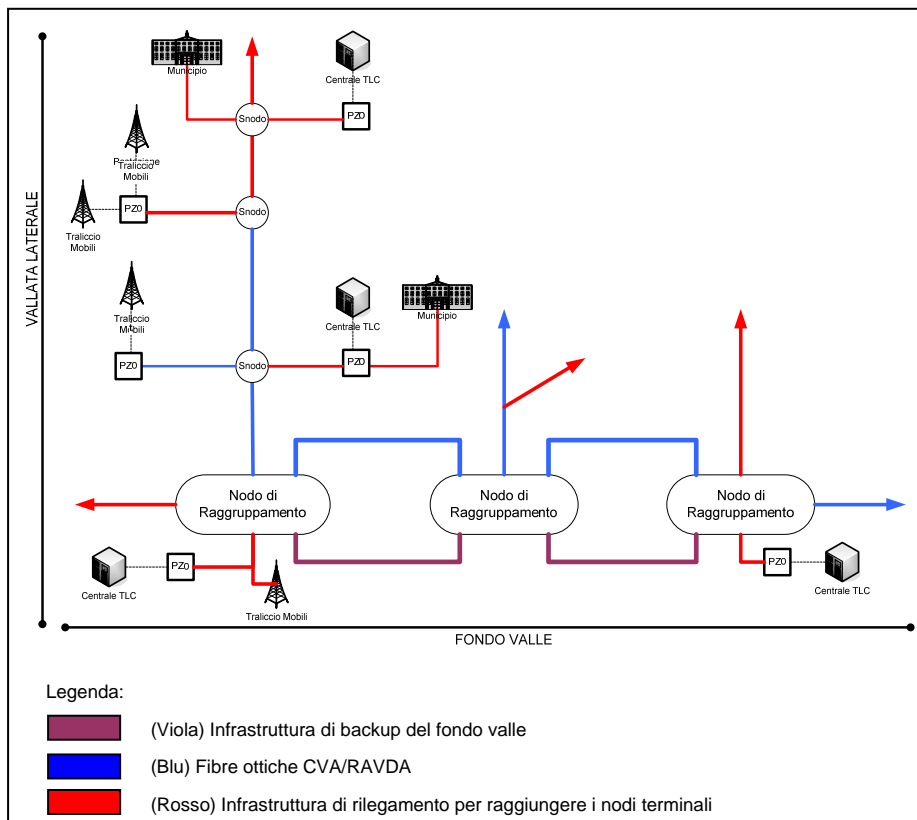 VALLATA LATERALE
Municipio
Centrale TLC
Snodo
PZ0
Traliccio
Mobili
PZ0
Snodo
Traliccio
Mobili
Traliccio
Centrale TLC
Municipio
PZ0
Snodo
PZ0
Nodo di
Raggruppamento
Nodo di
Raggruppamento
Nodo di
Raggruppamento
PZ0
Centrale TLC
Traliccio Mobili
PZ0
Centrale TLC
FONDO VALLE
Legenda:
(Viola) Infrastruttura di backup del fondo valle
(Blu) Fibre ottiche CVA/RAVDA
(Rosso) Infrastruttura di rilegamento per raggiungere i nodi terminali